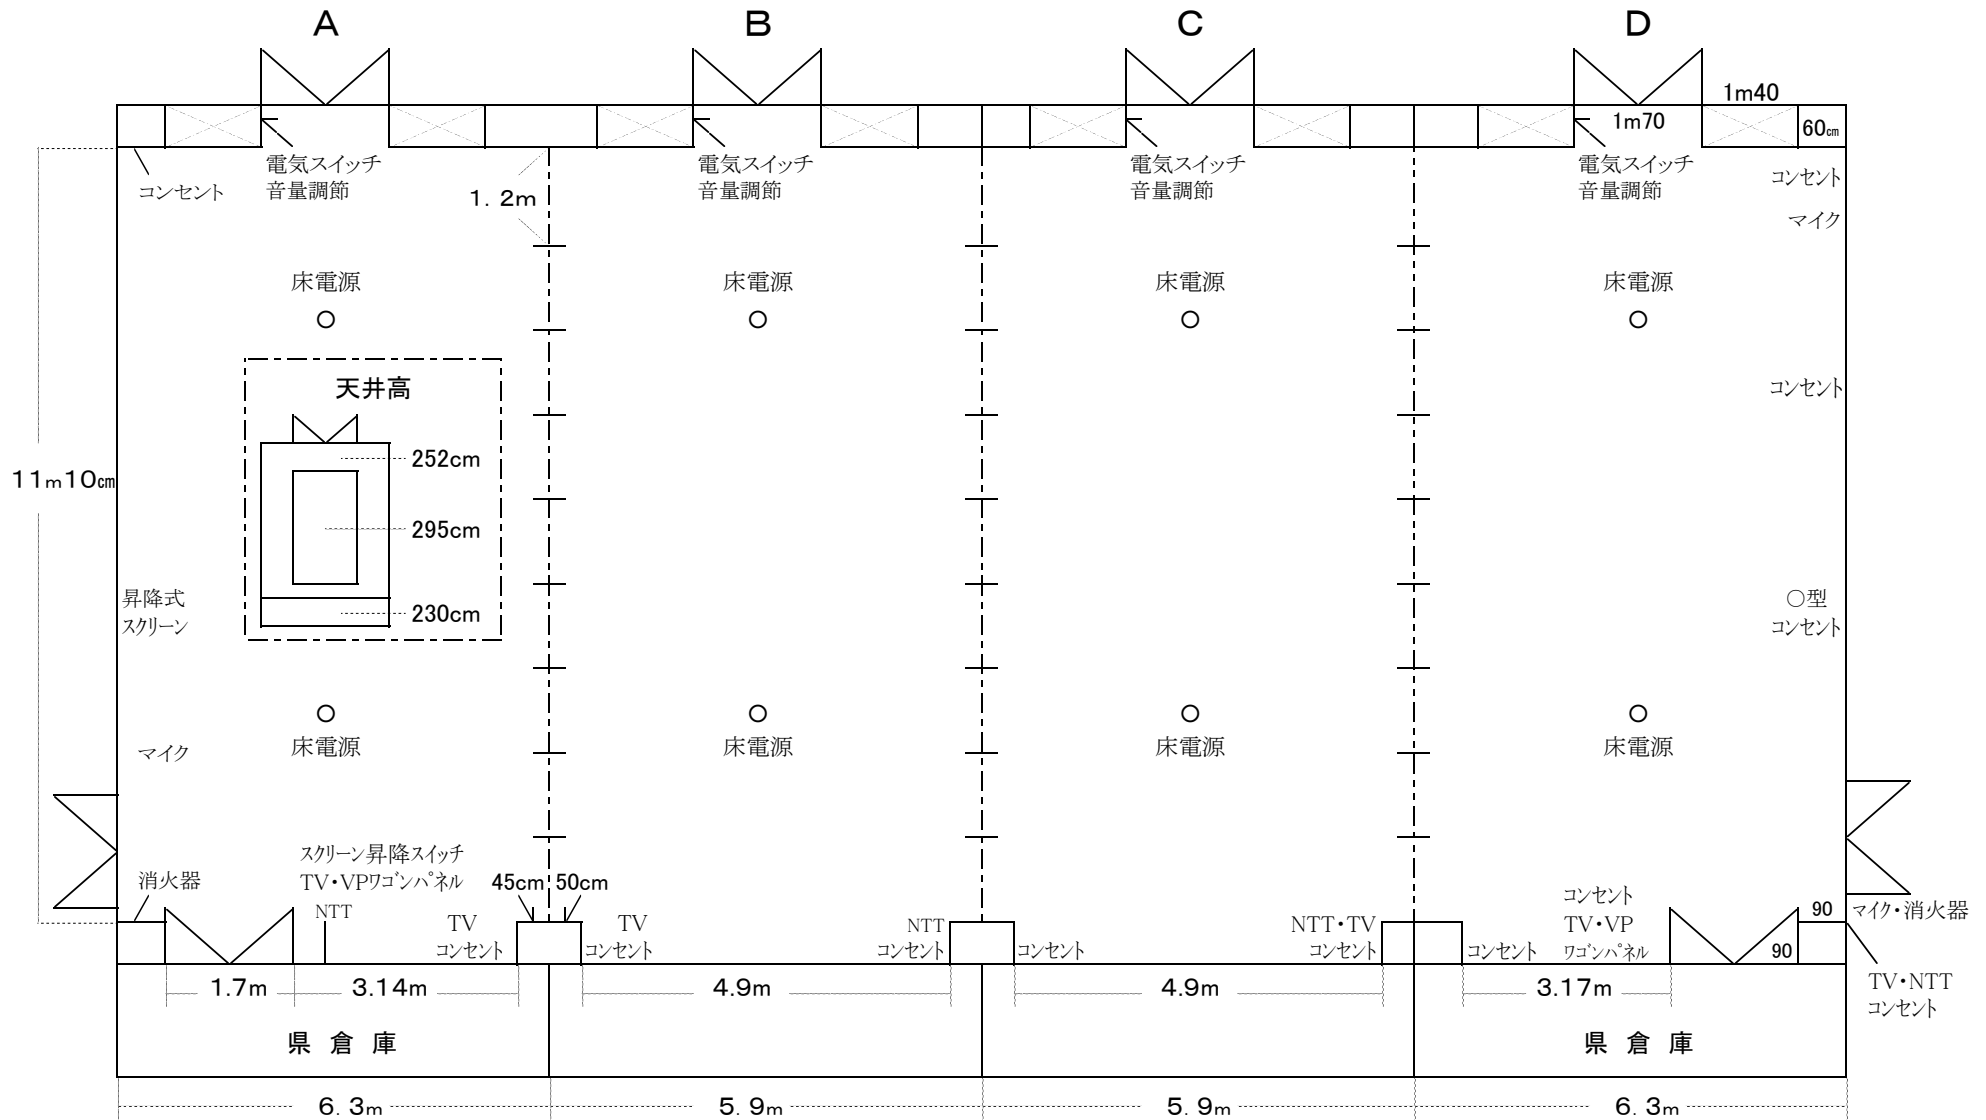 A
B
C
D
1m40
1m70
60㎝
電気スイッチ
音量調節
電気スイッチ
音量調節
電気スイッチ
音量調節
電気スイッチ
音量調節
コンセント
1．2m
コンセント
マイク
床電源
床電源
床電源
床電源
天井高
252cm
295cm
230cm
コンセント
11m10㎝
昇降式
スクリーン
○型
コンセント
マイク
床電源
床電源
床電源
床電源
スクリーン昇降スイッチ
TV・VPワゴンパネル
消火器
NTT
45cm
50cm
TV
コンセント
TV
コンセント
NTT
コンセント
コンセント
NTT・TV
コンセント
コンセント
コンセント
TV・VP
ワゴンパネル
90
90
マイク・消火器
TV・NTT
コンセント
1.7m
3.14m
4.9m
4.9m
3.17m
県倉庫
県倉庫
6．3m
5．9m
5．9m
6．3m